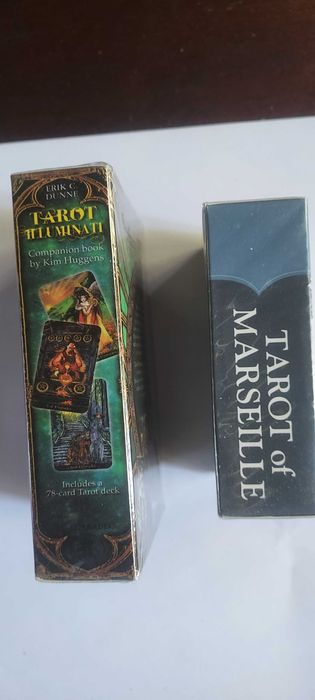 ERIK C.
DUNNE
TAROT
ILLUMINATI
Companion book
by Kim Huggens
Includes a
78-card Tarot deck
TAROT of
MARSEILLE